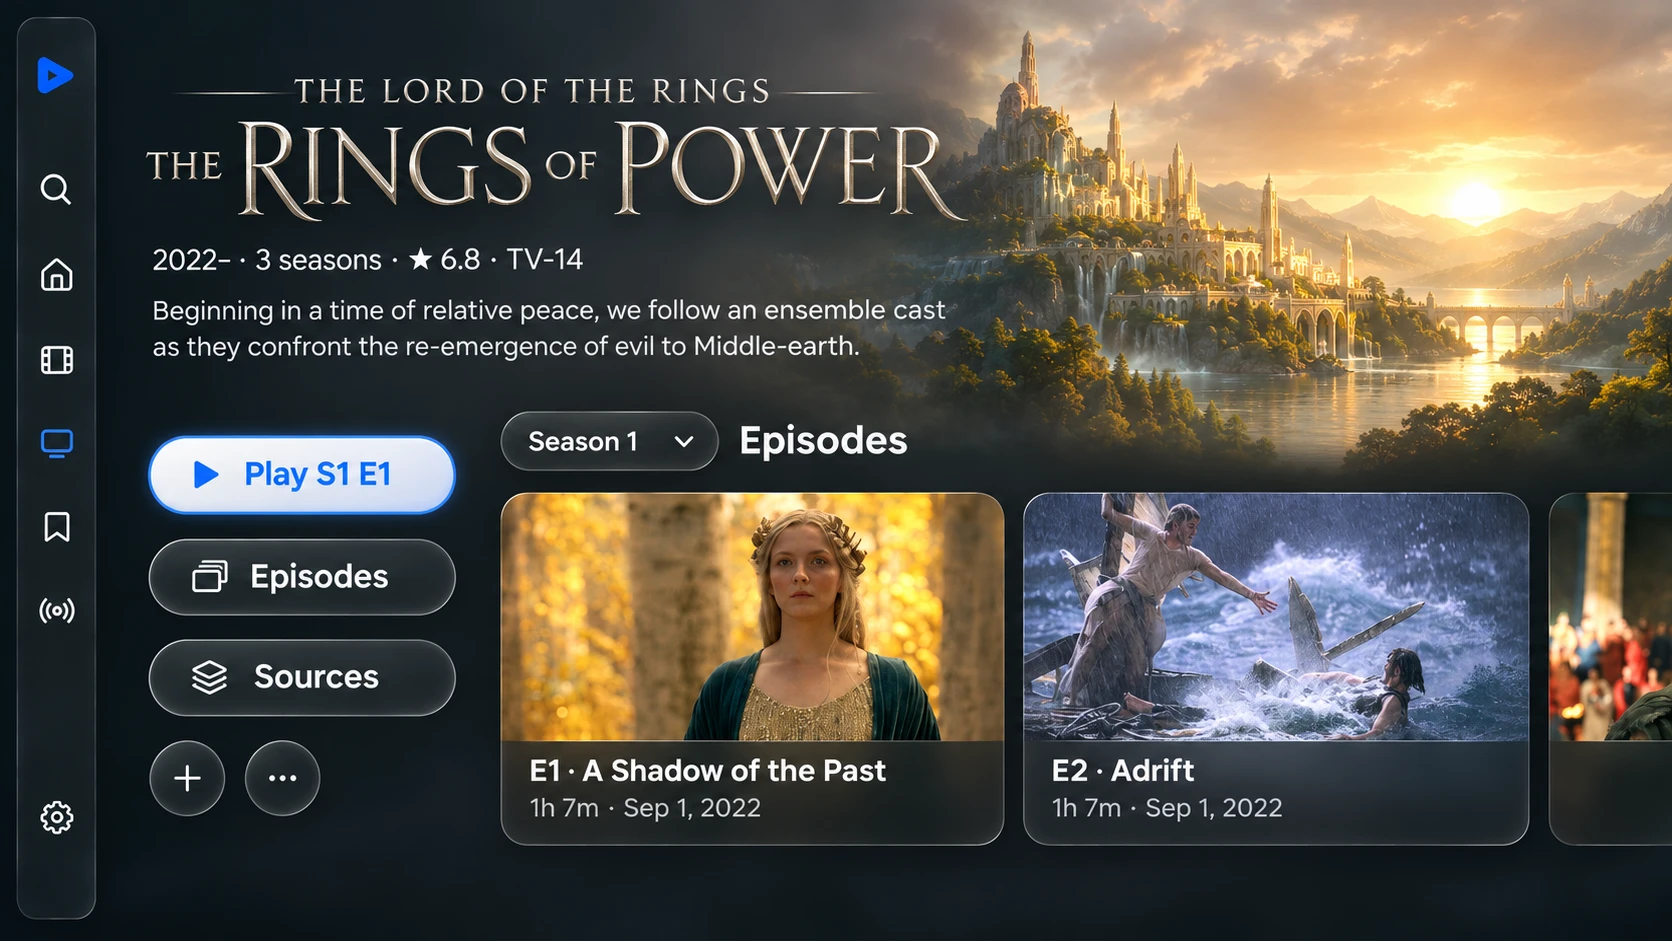 THE LORD OF THE RINGS
THE RINGS OF POWER
2022– · 3 seasons · ★ 6.8 · TV-14
Beginning in a time of relative peace, we follow an ensemble cast
as they confront the re-emergence of evil to Middle-earth.
Play S1 E1
Episodes
Sources
Season 1
Episodes
E1 · A Shadow of the Past
1h 7m · Sep 1, 2022
E2 · Adrift
1h 7m · Sep 1, 2022